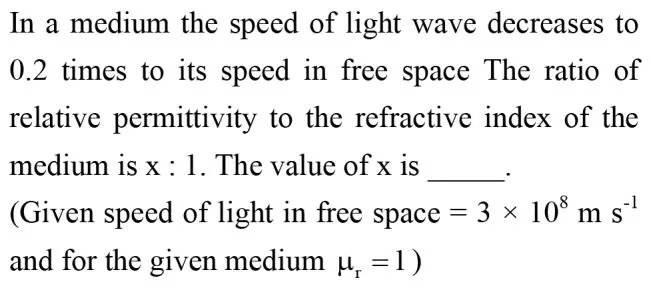 In a medium the speed of light wave decreases to
0.2 times to its speed in free space The ratio of
relative permittivity to the refractive index of the
medium is x : 1. The value of x is _____.
(Given speed of light in free space = 3 × 10⁸ m s⁻¹
and for the given medium μᵣ = 1)